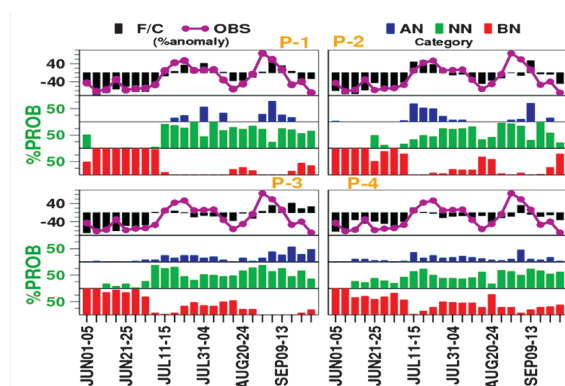 F/C OBS AN NN BN
(%anomaly) P-1 P-2 Category
40
-40
50
50
50
%PROB
P-3 P-4
40
-40
50
50
50
%PROB
JUN01-05 JUN21-25 JUL11-15 JUL31-04 AUG20-24 SEP09-13 JUN01-05 JUN21-25 JUL11-15 JUL31-04 AUG20-24 SEP09-13